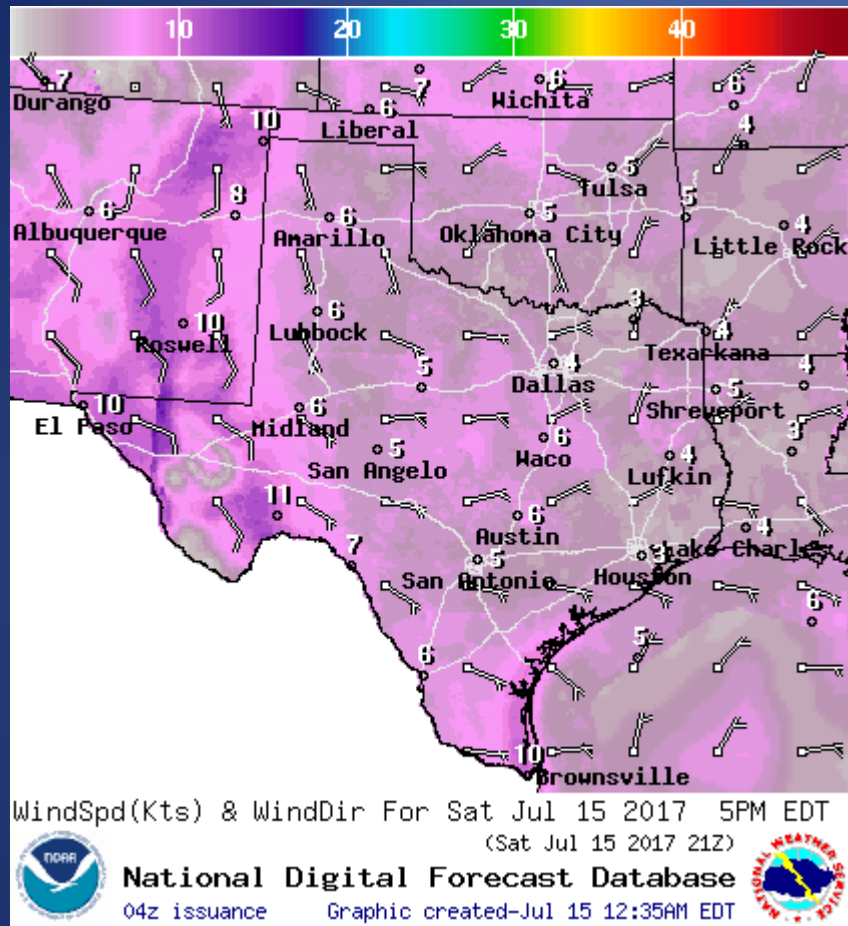 10 20 30 40
7 7 6 6
Durango Wichita
Liberal 6
10 4
5
Tulsa
6 8 6 5 5 4
Albuquerque Amarillo Oklahoma City Little Rock
10 6 3
Roswell Lubbock 4
Texarkana
5 4
Dallas 5
10 6 Shreveport
El Paso Midland 6
5 Waco 3
San Angelo 4
Lufkin
11 6 4
Austin
7 5 3 Lake Charles
San Antonio Houston
6
6 5
10
Brownsville
WindSpd(Kts) & WindDir For Sat Jul 15 2017 5PM EDT
(Sat Jul 15 2017 21Z)
NOAA
National Digital Forecast Database
04z issuance Graphic created-Jul 15 12:35AM EDT
NATIONAL WEATHER SERVICE